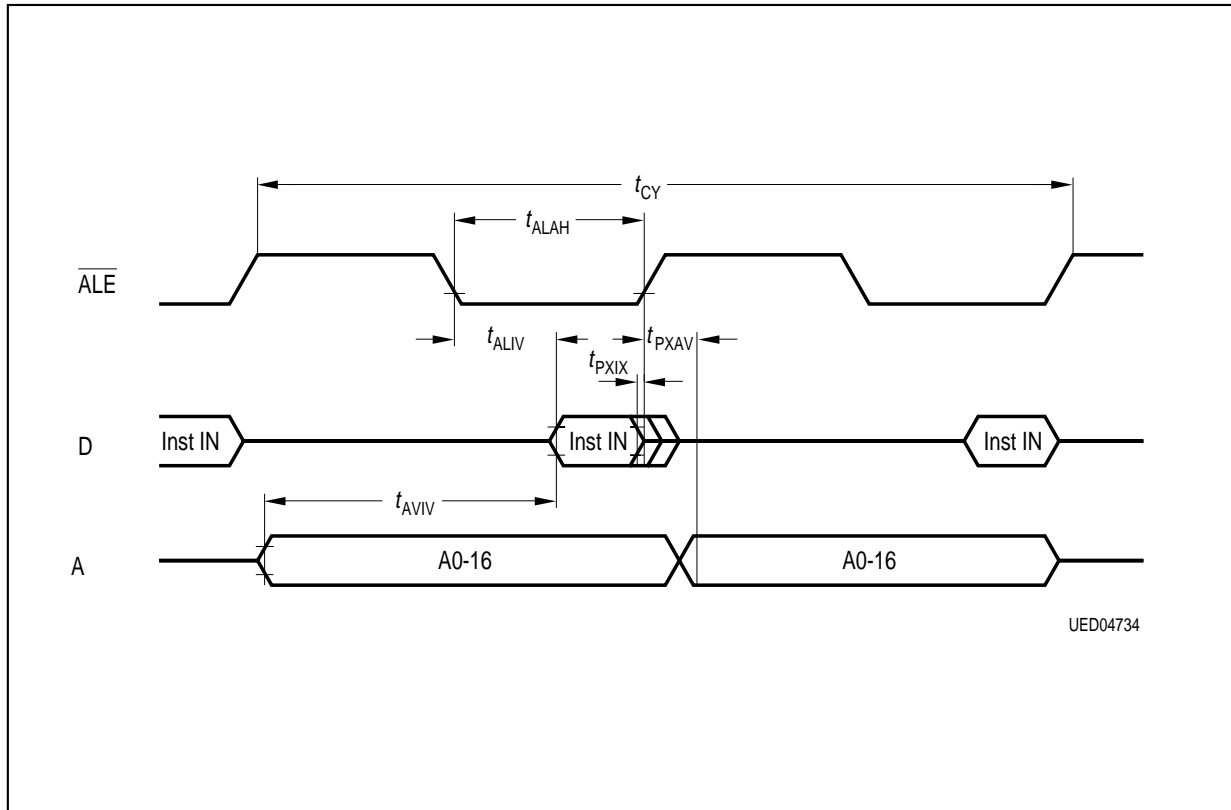 tCY
tALAH
ALE
tALIV
tPXAV
tPXIX
D
Inst IN
Inst IN
Inst IN
tAVIV
A
A0-16
A0-16
UED04734